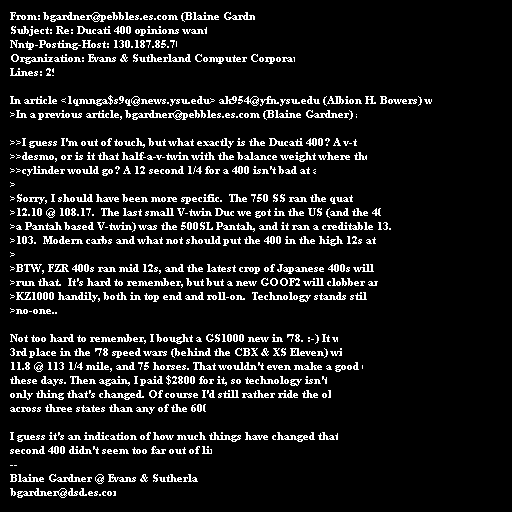 From: bgardner@pebbles.es.com (Blaine Gardn
Subject: Re: Ducati 400 opinions want
Nntp-Posting-Host: 130.187.85.7
Organization: Evans & Sutherland Computer Corpora
Lines: 2

In article <1qmnga$s9q@news.ysu.edu> ak954@yfn.ysu.edu (Albion H. Bowers) w
>In a previous article, bgardner@pebbles.es.com (Blaine Gardner)

>>I guess I'm out of touch, but what exactly is the Ducati 400? A v-t
>>desmo, or is it that half-a-v-twin with the balance weight where the
>>cylinder would go? A 12 second 1/4 for a 400 isn't bad at
>
>Sorry, I should have been more specific.  The 750 SS ran the quat
>12.10 @ 108.17.  The last small V-twin Duc we got in the US (and the 40
>a Pantah based V-twin) was the 500SL Pantah, and it ran a creditable 13.
>103.  Modern carbs and what not should put the 400 in the high 12s at
>
>BTW, FZR 400s ran mid 12s, and the latest crop of Japanese 400s will
>run that.  It's hard to remember, but but a new GOOF2 will clobber an
>KZ1000 handily, both in top end and roll-on.  Technology stands stil
>no-one..

Not too hard to remember, I bought a GS1000 new in '78. :-) It w
3rd place in the '78 speed wars (behind the CBX & XS Eleven) wi
11.8 @ 113 1/4 mile, and 75 horses. That wouldn't even make a good
these days. Then again, I paid $2800 for it, so technology isn't
only thing that's changed. Of course I'd still rather ride the ol
across three states than any of the 600

I guess it's an indication of how much things have changed that
second 400 didn't seem too far out of li
--
Blaine Gardner @ Evans & Sutherla
bgardner@dsd.es.com